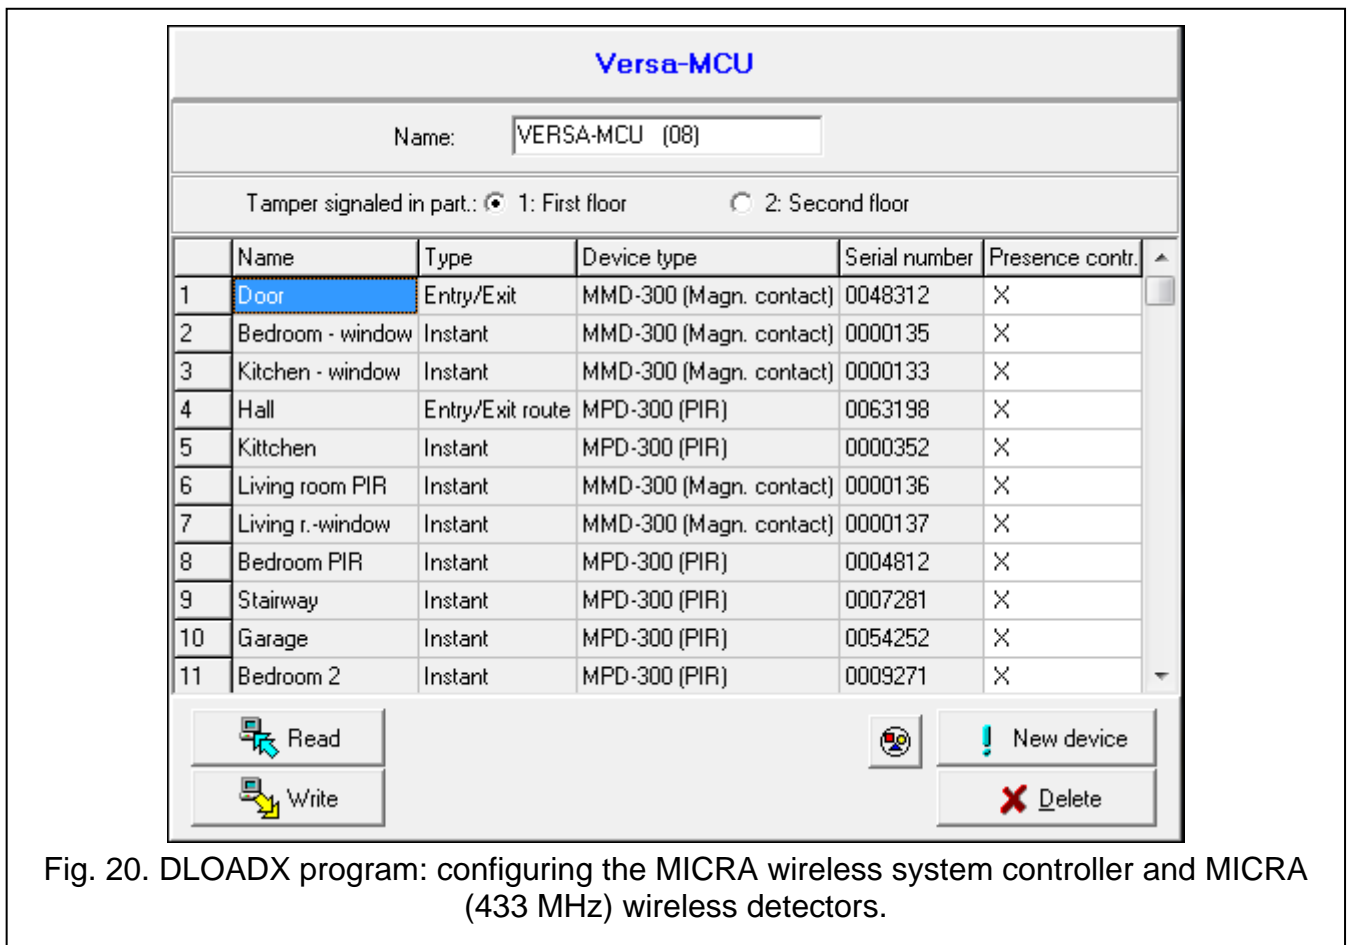 Versa-MCU
Name: VERSA-MCU (08)
Tamper signaled in part.: 1: First floor 2: Second floor
Name Type Device type Serial number Presence contr.
1 Door Entry/Exit MMD-300 (Magn. contact) 0048312 X
2 Bedroom - window Instant MMD-300 (Magn. contact) 0000135 X
3 Kitchen - window Instant MMD-300 (Magn. contact) 0000133 X
4 Hall Entry/Exit route MPD-300 (PIR) 0063198 X
5 Kittchen Instant MPD-300 (PIR) 0000352 X
6 Living room PIR Instant MMD-300 (Magn. contact) 0000136 X
7 Living r.-window Instant MMD-300 (Magn. contact) 0000137 X
8 Bedroom PIR Instant MPD-300 (PIR) 0004812 X
9 Stairway Instant MPD-300 (PIR) 0007281 X
10 Garage Instant MPD-300 (PIR) 0054252 X
11 Bedroom 2 Instant MPD-300 (PIR) 0009271 X
Read New device
Write Delete
Fig. 20. DLOADX program: configuring the MICRA wireless system controller and MICRA
(433 MHz) wireless detectors.